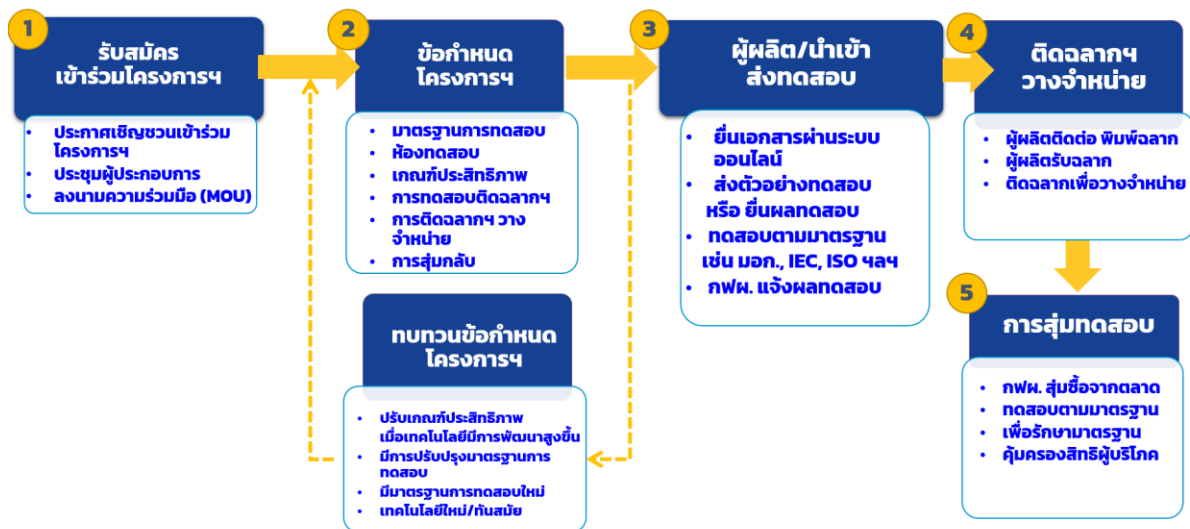 1
รับสมัคร
เข้าร่วมโครงการฯ
• ประกาศเชิญชวนเข้าร่วม
โครงการฯ
• ประชุมผู้ประกอบการ
• ลงนามความร่วมมือ (MOU)
2
ข้อกำหนด
โครงการฯ
• มาตรฐานการทดสอบ
• ห้องทดสอบ
• เกณฑ์ประสิทธิภาพ
• การทดสอบติดฉลากฯ
• การติดฉลากฯ วาง
จำหน่าย
• การสุ่มกลับ
3
ผู้ผลิต/นำเข้า
ส่งทดสอบ
• ยื่นเอกสารผ่านระบบ
ออนไลน์
• ส่งตัวอย่างทดสอบ
หรือ ยื่นผลทดสอบ
• ทดสอบตามมาตรฐาน
เช่น มอก., IEC, ISO ฯลฯ
• กฟผ. แจ้งผลทดสอบ
4
ติดฉลากฯ
วางจำหน่าย
• ผู้ผลิตติดต่อ พิมพ์ฉลาก
• ผู้ผลิตรับฉลาก
• ติดฉลากเพื่อวางจำหน่าย
5
การสุ่มทดสอบ
• กฟผ. สุ่มซื้อจากตลาด
• ทดสอบตามมาตรฐาน
• เพื่อรักษามาตรฐาน
• คุ้มครองสิทธิผู้บริโภค
ทบทวนข้อกำหนด
โครงการฯ
• ปรับเกณฑ์ประสิทธิภาพ
เมื่อเทคโนโลยีมีการพัฒนาสูงขึ้น
• มีการปรับปรุงมาตรฐานการ
ทดสอบ
• มีมาตรฐานการทดสอบใหม่
• เทคโนโลยีใหม่/ทันสมัย